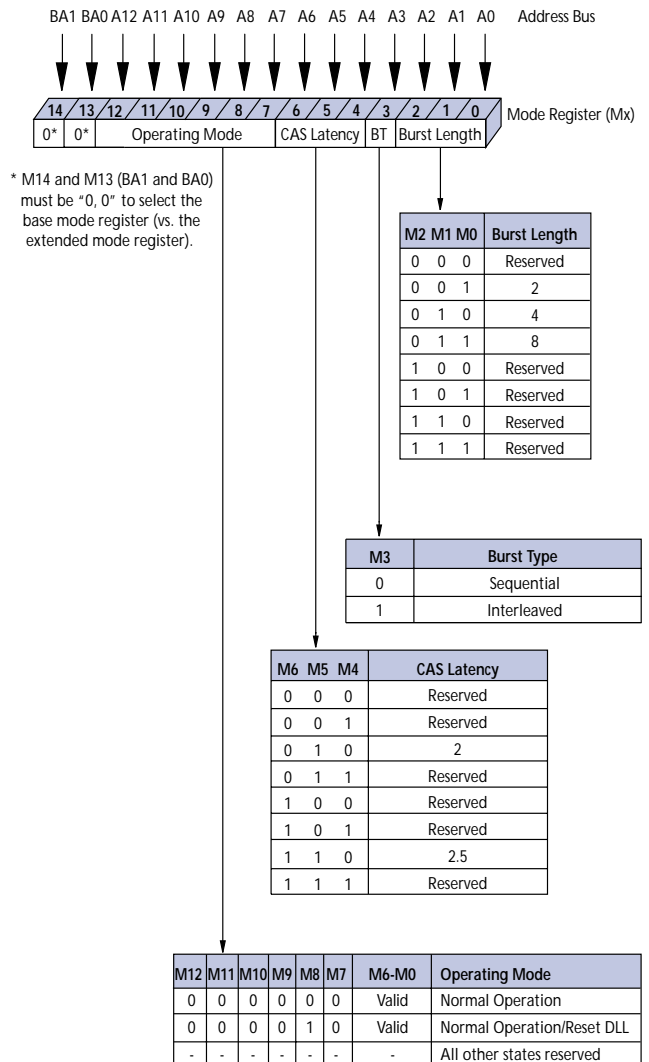 BA1 BA0 A12 A11 A10 A9 A8 A7 A6 A5 A4 A3 A2 A1 A0 Address Bus
14 13 12 11 10 9 8 7 6 5 4 3 2 1 0 Mode Register (Mx)
0* 0* Operating Mode CAS Latency BT Burst Length
* M14 and M13 (BA1 and BA0)
must be "0, 0" to select the
base mode register (vs. the
extended mode register).
M2 M1 M0 Burst Length
0 0 0 Reserved
0 0 1 2
0 1 0 4
0 1 1 8
1 0 0 Reserved
1 0 1 Reserved
1 1 0 Reserved
1 1 1 Reserved
M3 Burst Type
0 Sequential
1 Interleaved
M6 M5 M4 CAS Latency
0 0 0 Reserved
0 0 1 Reserved
0 1 0 2
0 1 1 Reserved
1 0 0 Reserved
1 0 1 Reserved
1 1 0 2.5
1 1 1 Reserved
M12 M11 M10 M9 M8 M7 M6-M0 Operating Mode
0 0 0 0 0 0 Valid Normal Operation
0 0 0 0 1 0 Valid Normal Operation/Reset DLL
- - - - - - - All other states reserved